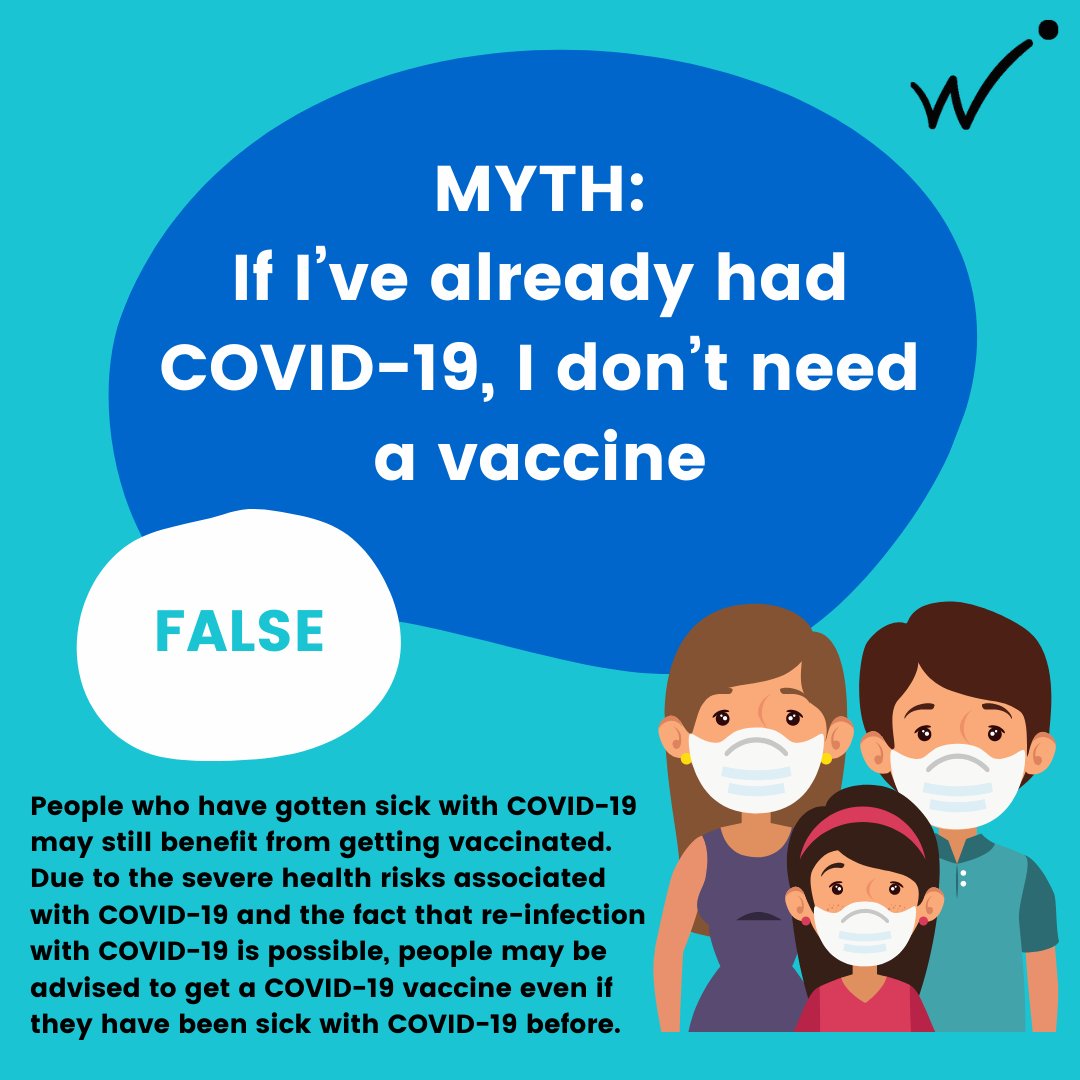 MYTH:
If I’ve already had
COVID-19, I don’t need
a vaccine
FALSE
People who have gotten sick with COVID-19
may still benefit from getting vaccinated.
Due to the severe health risks associated
with COVID-19 and the fact that re-infection
with COVID-19 is possible, people may be
advised to get a COVID-19 vaccine even if
they have been sick with COVID-19 before.